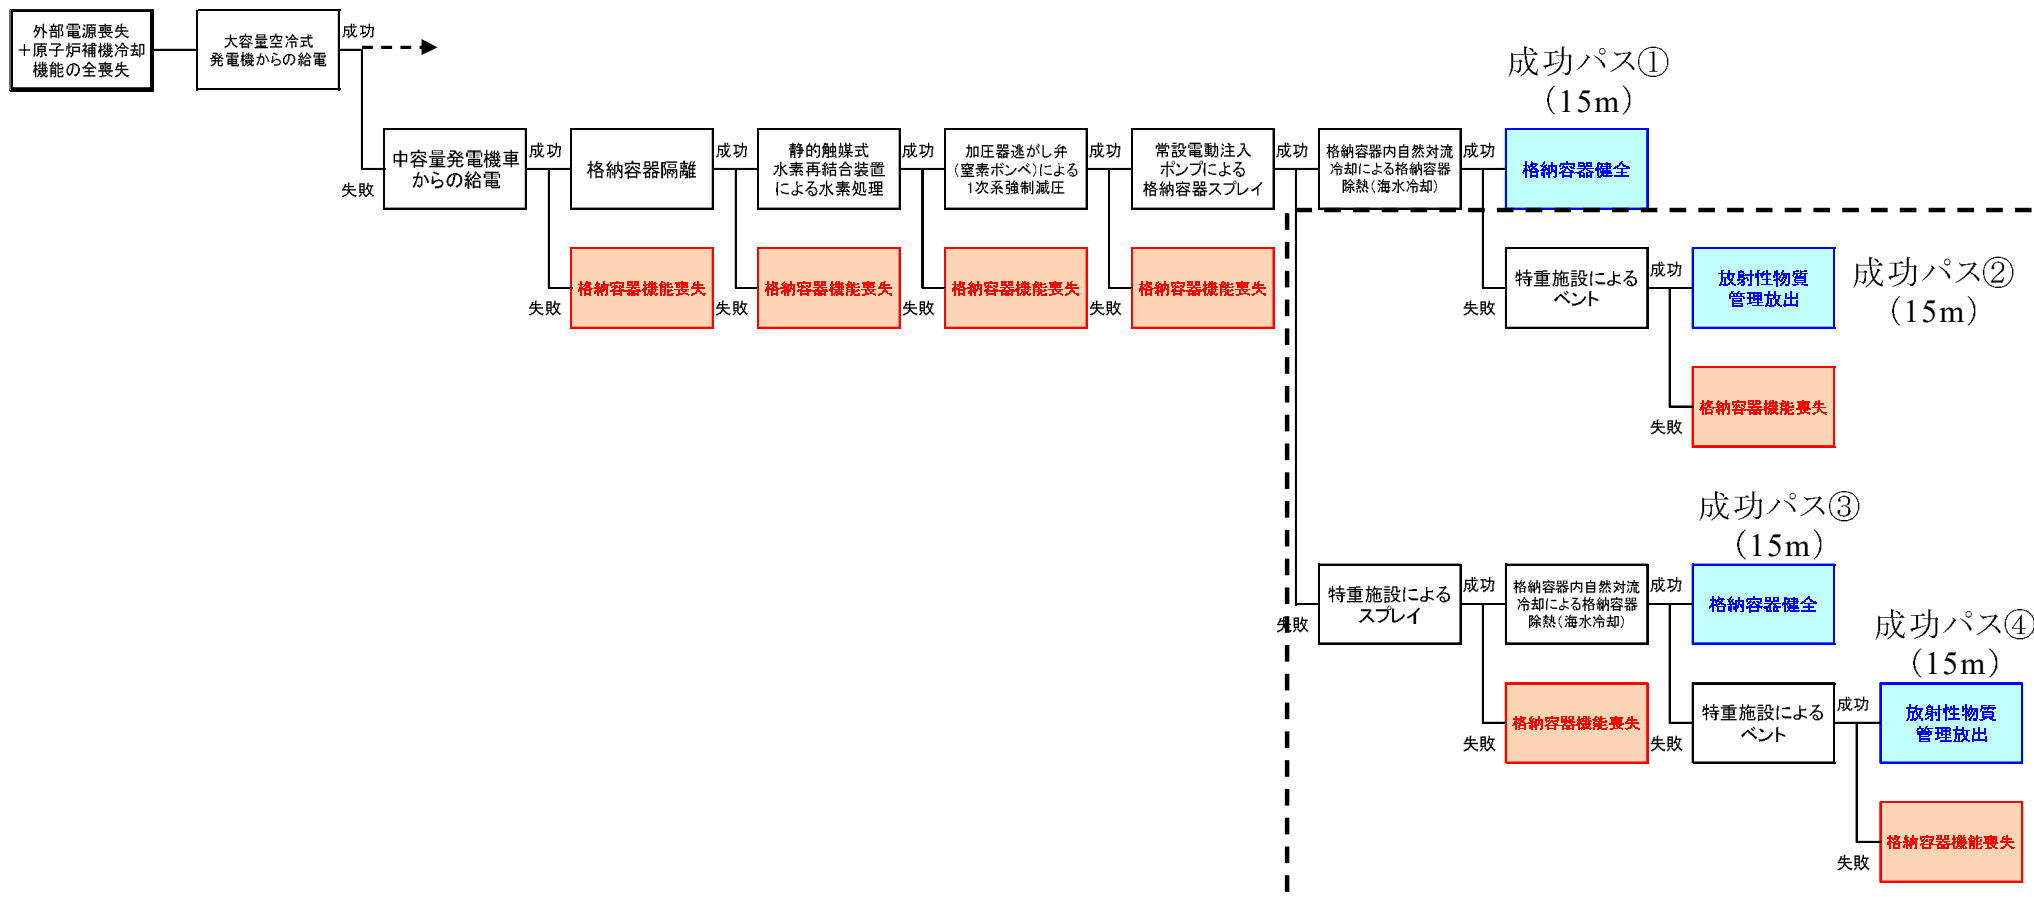 外部電源喪失
＋原子炉補機冷却
機能の全喪失
大容量空冷式
発電機からの給電
成功
失敗
中容量発電機車
からの給電
成功
失敗
格納容器機能喪失
格納容器隔離
成功
失敗
格納容器機能喪失
静的触媒式
水素再結合装置
による水素処理
成功
失敗
格納容器機能喪失
加圧器逃がし弁
(窒素ボンベ)による
1次系強制減圧
成功
失敗
格納容器機能喪失
常設電動注入
ポンプによる
格納容器スプレイ
成功
失敗
格納容器内自然対流
冷却による格納容器
除熱(海水冷却)
成功
失敗
成功パス①
(15m)
格納容器健全
特重施設による
ベント
成功
失敗
放射性物質
管理放出
成功パス②
(15m)
格納容器機能喪失
特重施設による
スプレイ
成功
失敗
格納容器機能喪失
格納容器内自然対流
冷却による格納容器
除熱(海水冷却)
成功
失敗
成功パス③
(15m)
格納容器健全
特重施設による
ベント
成功
失敗
成功パス④
(15m)
放射性物質
管理放出
格納容器機能喪失